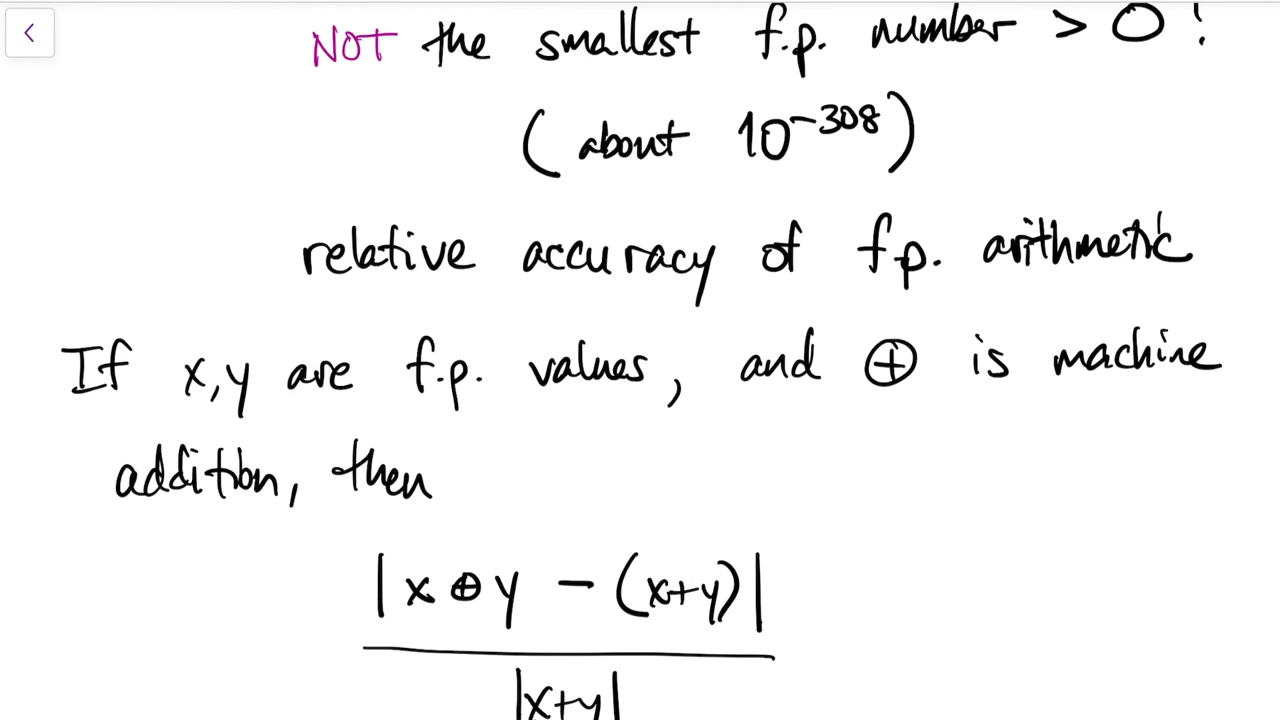 NOT the smallest f.p. number > 0!
(about 10^-308)
relative accuracy of f.p. arithmetic
If x,y are f.p. values, and ⊕ is machine
addition, then
|x ⊕ y - (x+y)|
|x+y|